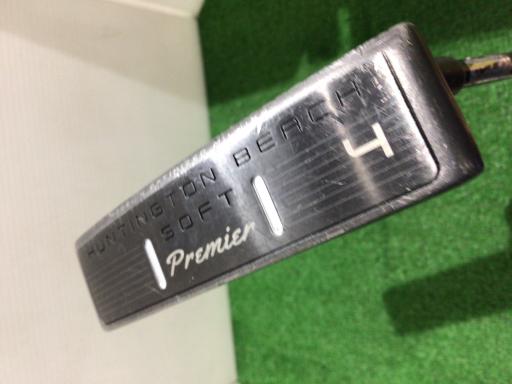 HUNTINGTON BEACH
SOFT
Premier
4